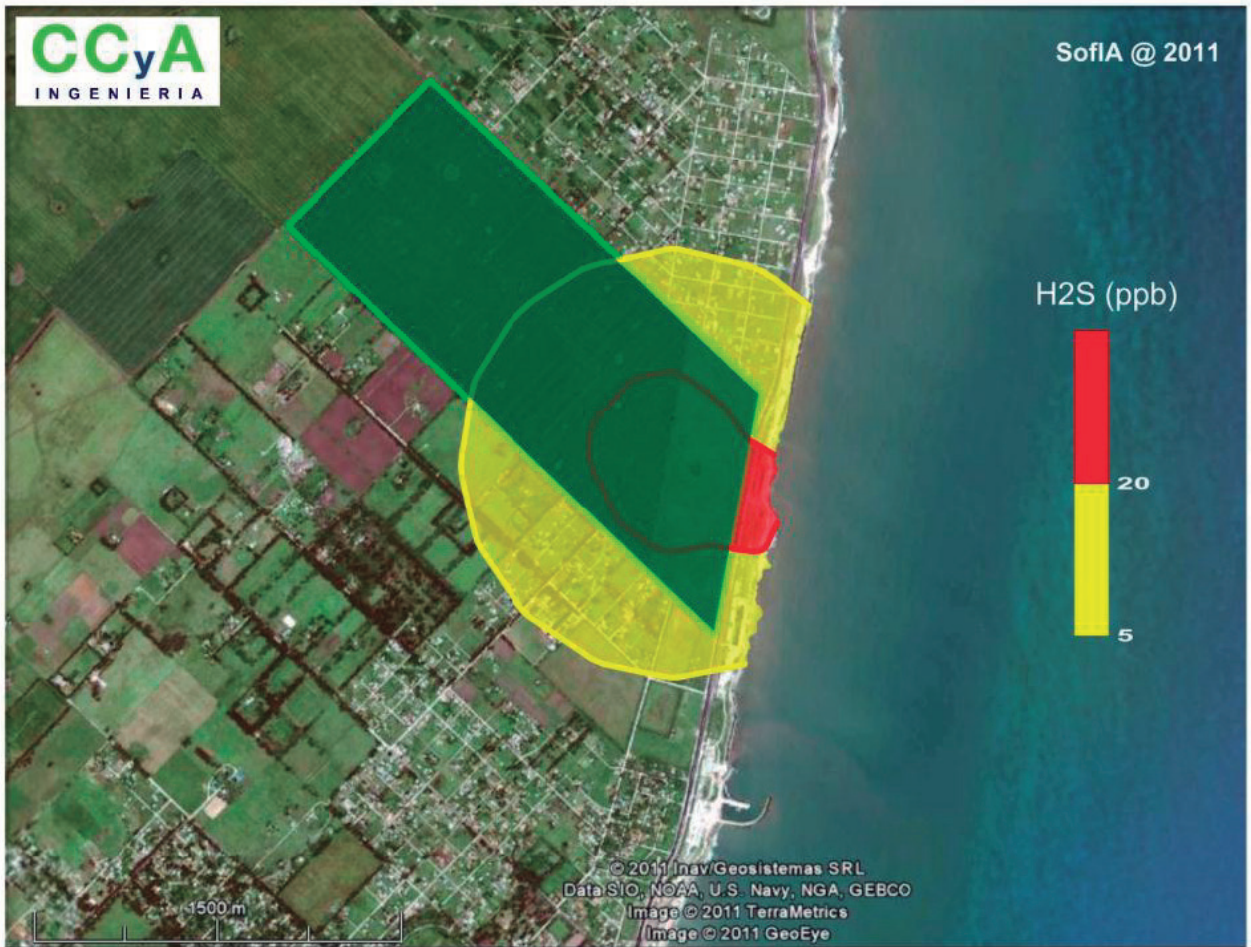 CCyA
INGENIERIA
SofIA @ 2011
H2S (ppb)
20
5
© 2011 Inav/Geosistemas SRL
Data SIO, NOAA, U.S. Navy, NGA, GEBCO
Image © 2011 TerraMetrics
Image © 2011 GeoEye
1500 m